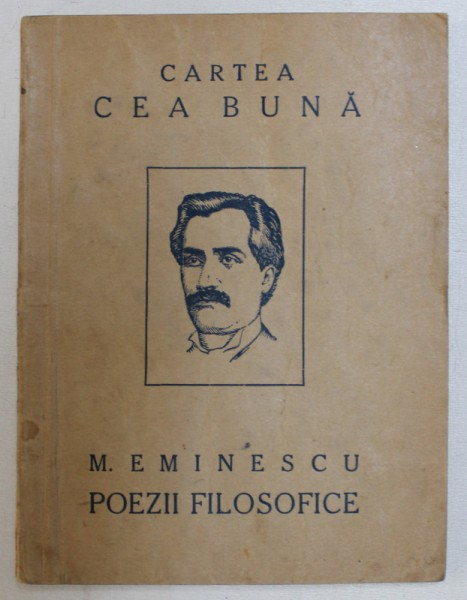 CARTEA
CEA BUNĂ
M. EMINESCU
POEZII FILOSOFICE